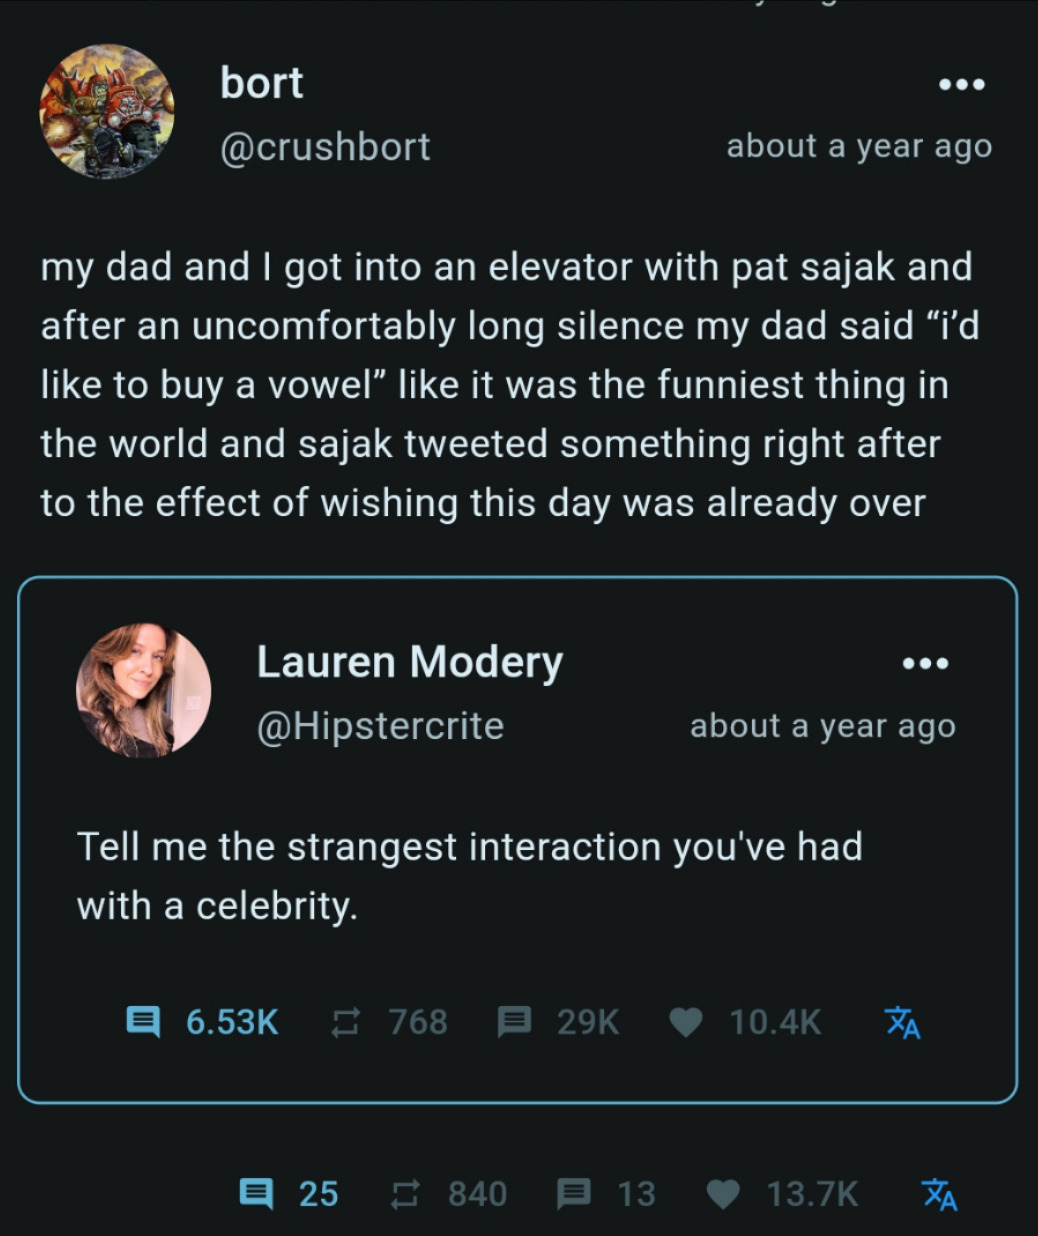 bort
@crushbort
about a year ago
my dad and I got into an elevator with pat sajak and
after an uncomfortably long silence my dad said “i’d
like to buy a vowel” like it was the funniest thing in
the world and sajak tweeted something right after
to the effect of wishing this day was already over
Lauren Modery
@Hipstercrite
about a year ago
Tell me the strangest interaction you've had
with a celebrity.
6.53K 768 29K 10.4K
25 840 13 13.7K